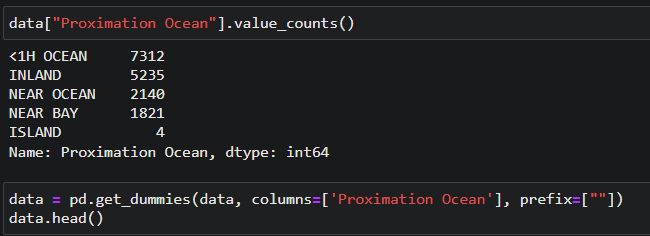 data["Proximation Ocean"].value_counts()
<1H OCEAN     7312
INLAND        5235
NEAR OCEAN    2140
NEAR BAY      1821
ISLAND           4
Name: Proximation Ocean, dtype: int64
data = pd.get_dummies(data, columns=['Proximation Ocean'], prefix=[""])
data.head()